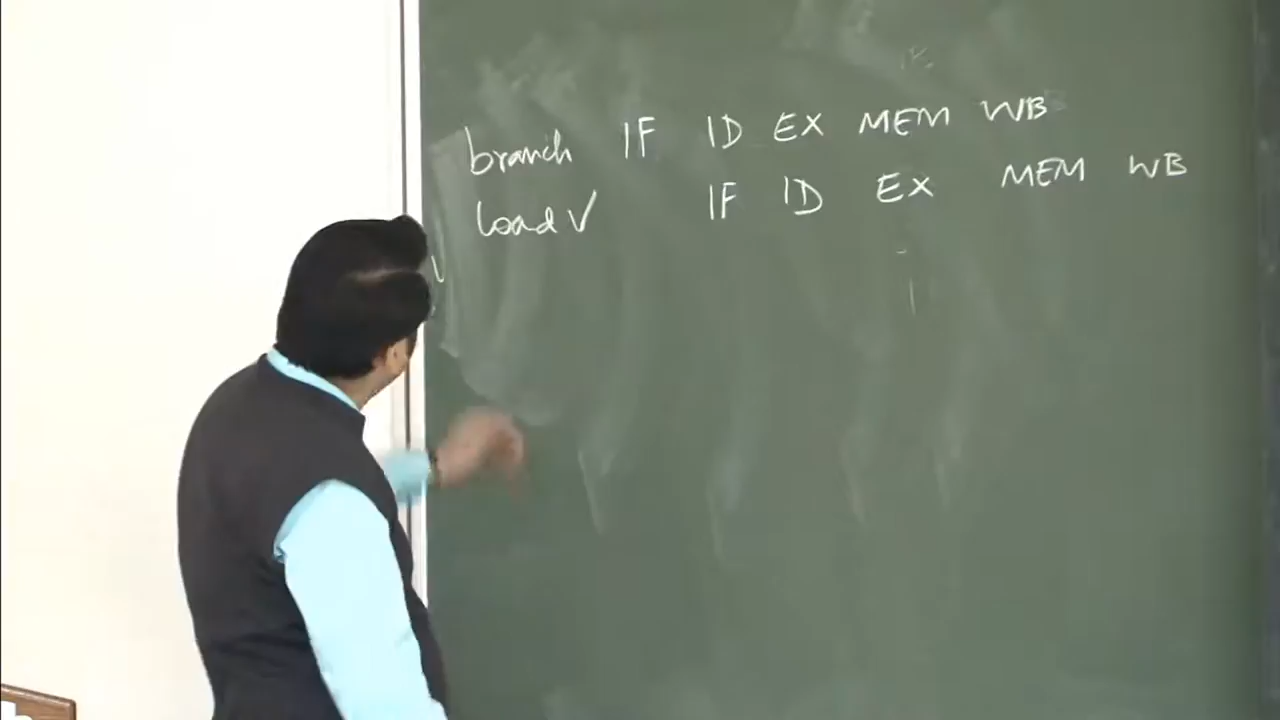 branch IF ID EX MEM WB
load √ IF ID EX MEM WB